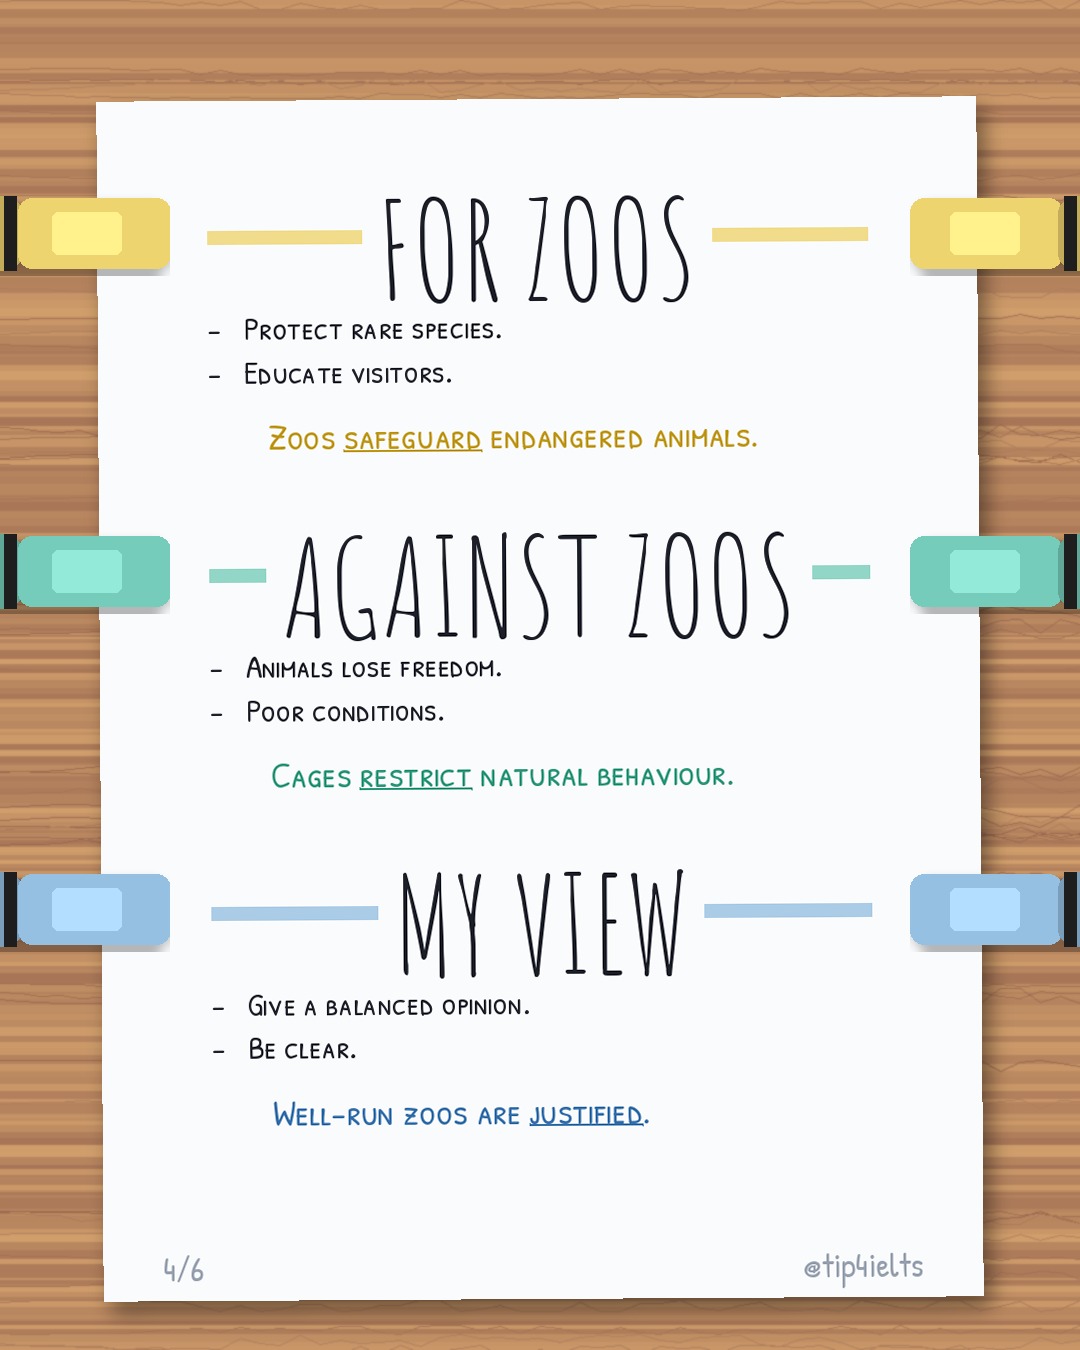 FOR ZOOS
- Protect rare species.
- Educate visitors.
Zoos safeguard endangered animals.
AGAINST ZOOS
- Animals lose freedom.
- Poor conditions.
Cages restrict natural behaviour.
MY VIEW
- Give a balanced opinion.
- Be clear.
Well-run zoos are justified.
4/6
@tip4ielts